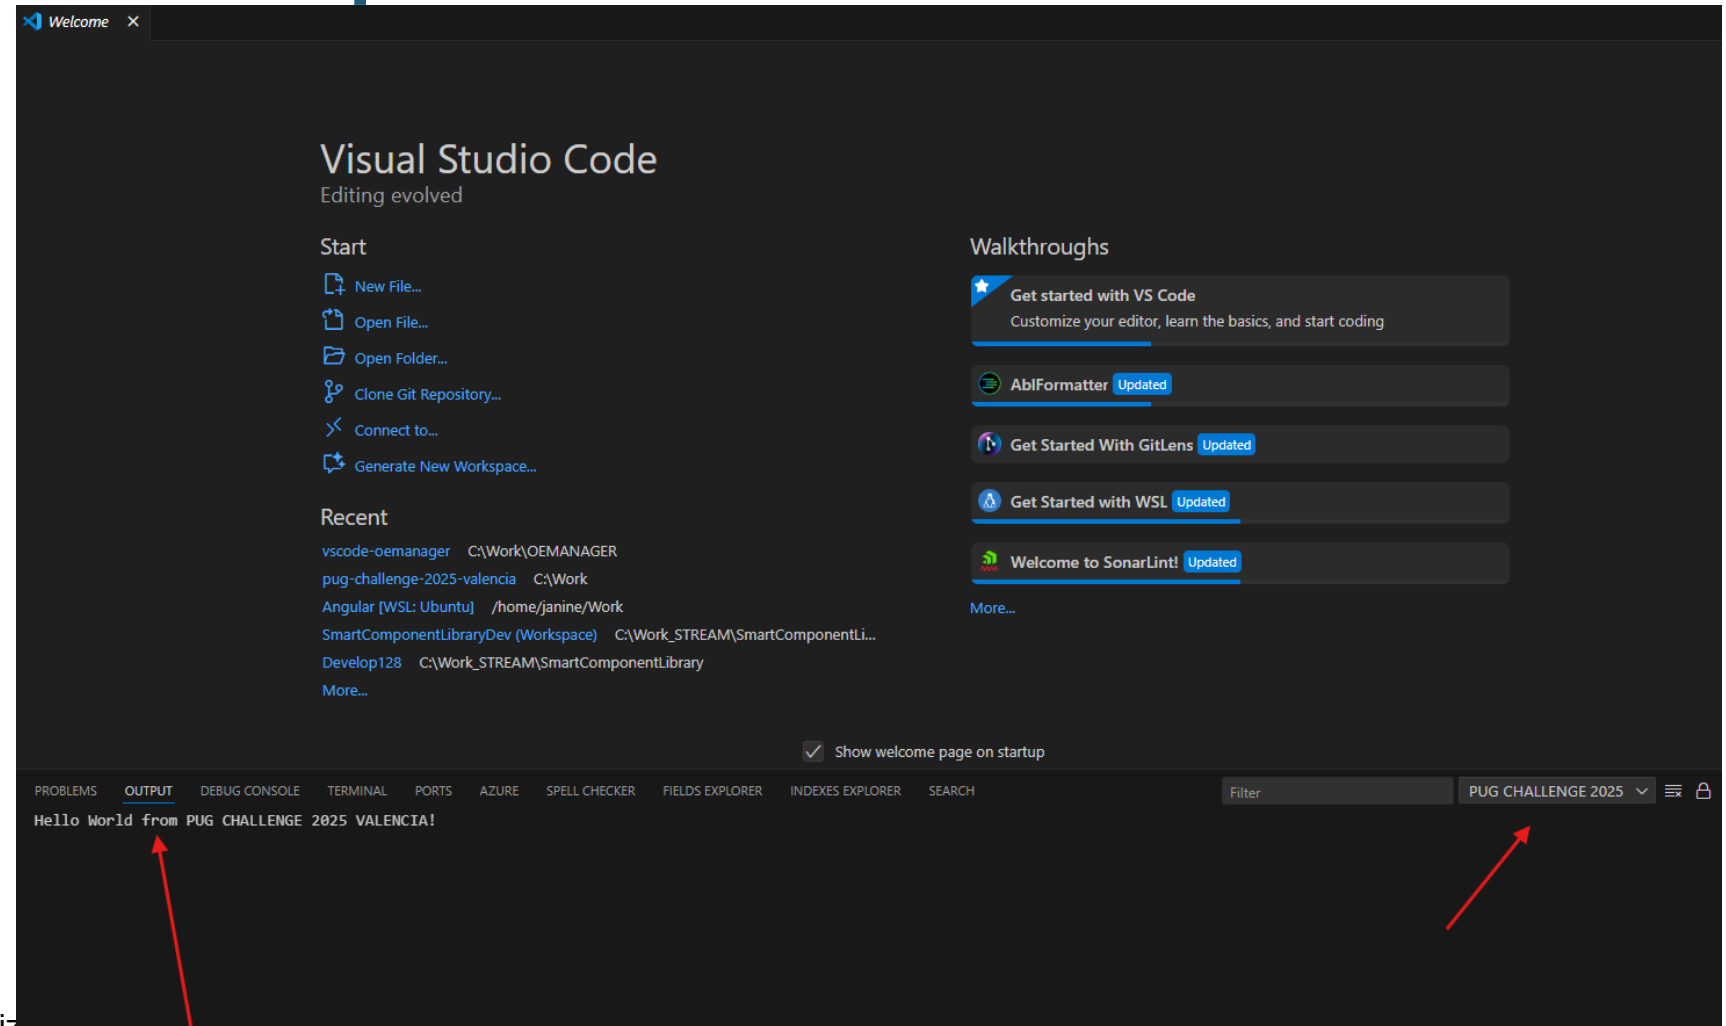 Welcome
Visual Studio Code
Editing evolved
Start
New File...
Open File...
Open Folder...
Clone Git Repository...
Connect to...
Generate New Workspace...
Recent
vscode-oemanager C:\Work\OEMANAGER
pug-challenge-2025-valencia C:\Work
Angular [WSL: Ubuntu] /home/janine/Work
SmartComponentLibraryDev (Workspace) C:\Work_STREAM\SmartComponentLi...
Develop128 C:\Work_STREAM\SmartComponentLibrary
More...
Walkthroughs
Get started with VS Code
Customize your editor, learn the basics, and start coding
AblFormatter Updated
Get Started With GitLens Updated
Get Started with WSL Updated
Welcome to SonarLint! Updated
More...
Show welcome page on startup
PROBLEMS OUTPUT DEBUG CONSOLE TERMINAL PORTS AZURE SPELL CHECKER FIELDS EXPLORER INDEXES EXPLORER SEARCH Filter PUG CHALLENGE 2025
Hello World from PUG CHALLENGE 2025 VALENCIA!